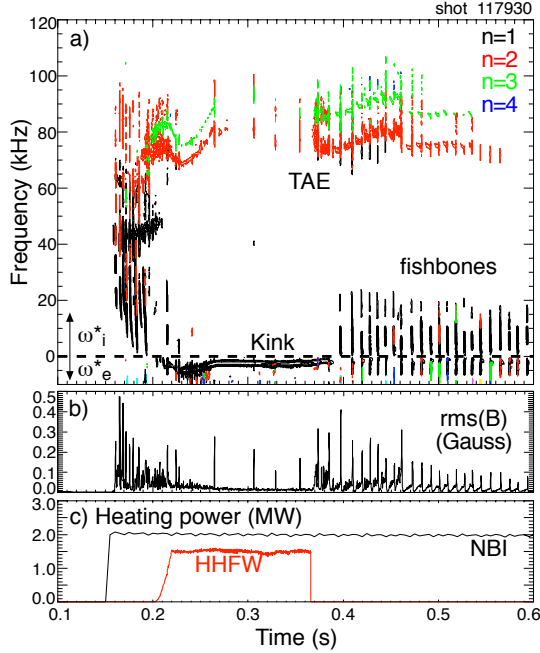 shot 117930
a)
n=1
n=2
n=3
n=4
120
100
80
60
40
20
0
Frequency (kHz)
TAE
fishbones
Kink
ω*i
ω*e
b)
rms(B)
(Gauss)
0.5
0.4
0.3
0.2
0.1
0.0
c) Heating power (MW)
NBI
HHFW
3.0
2.0
1.0
0.0
0.1 0.2 0.3 0.4 0.5 0.6
Time (s)